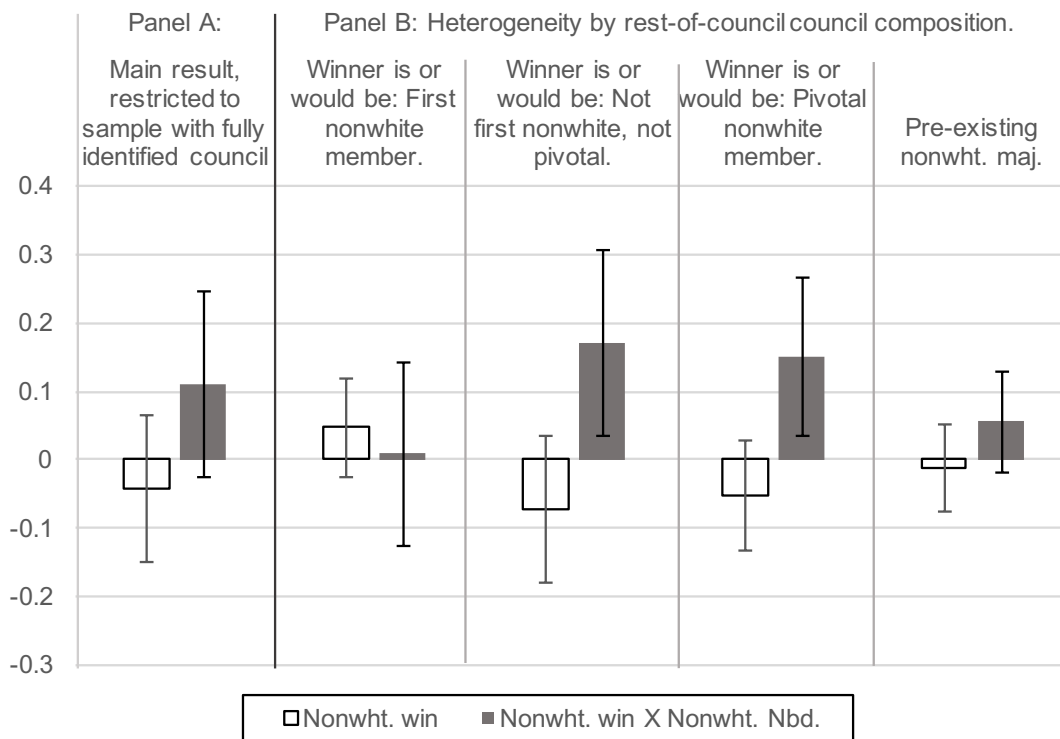 Panel A:
Panel B: Heterogeneity by rest-of-council council composition.
Main result,
restricted to
sample with fully
identified council
Winner is or
would be: First
nonwhite
member.
Winner is or
would be: Not
first nonwhite, not
pivotal.
Winner is or
would be: Pivotal
nonwhite
member.
Pre-existing
nonwht. maj.
0.4
0.3
0.2
0.1
0
-0.1
-0.2
-0.3
Nonwht. win
Nonwht. win X Nonwht. Nbd.